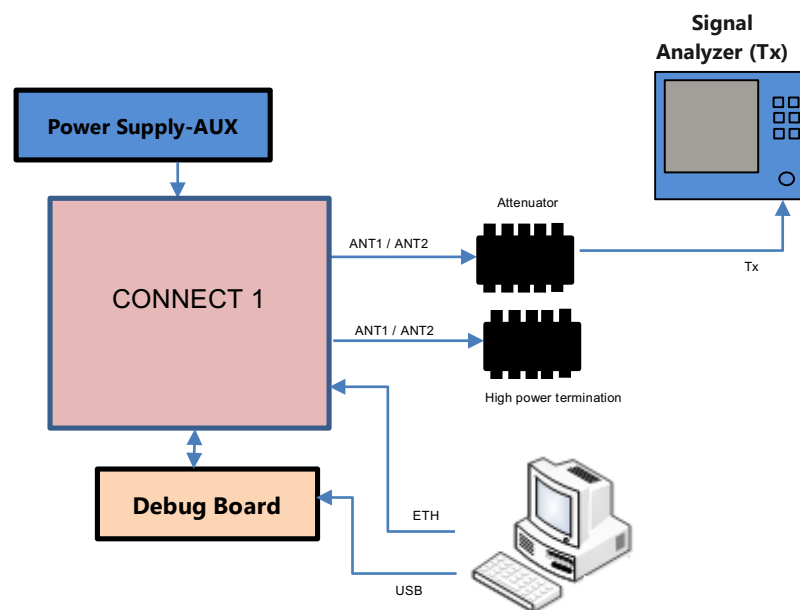 Signal
Analyzer (Tx)
Power Supply-AUX
Attenuator
ANT1 / ANT2
Tx
CONNECT 1
ANT1 / ANT2
High power termination
Debug Board
ETH
USB